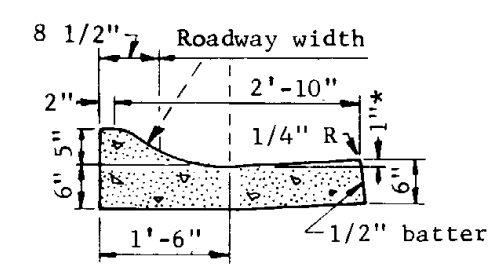 8 1/2"
Roadway width
2"
2'-10"
1"*
5"
1/4" R
6"
6"
1'-6"
1/2" batter